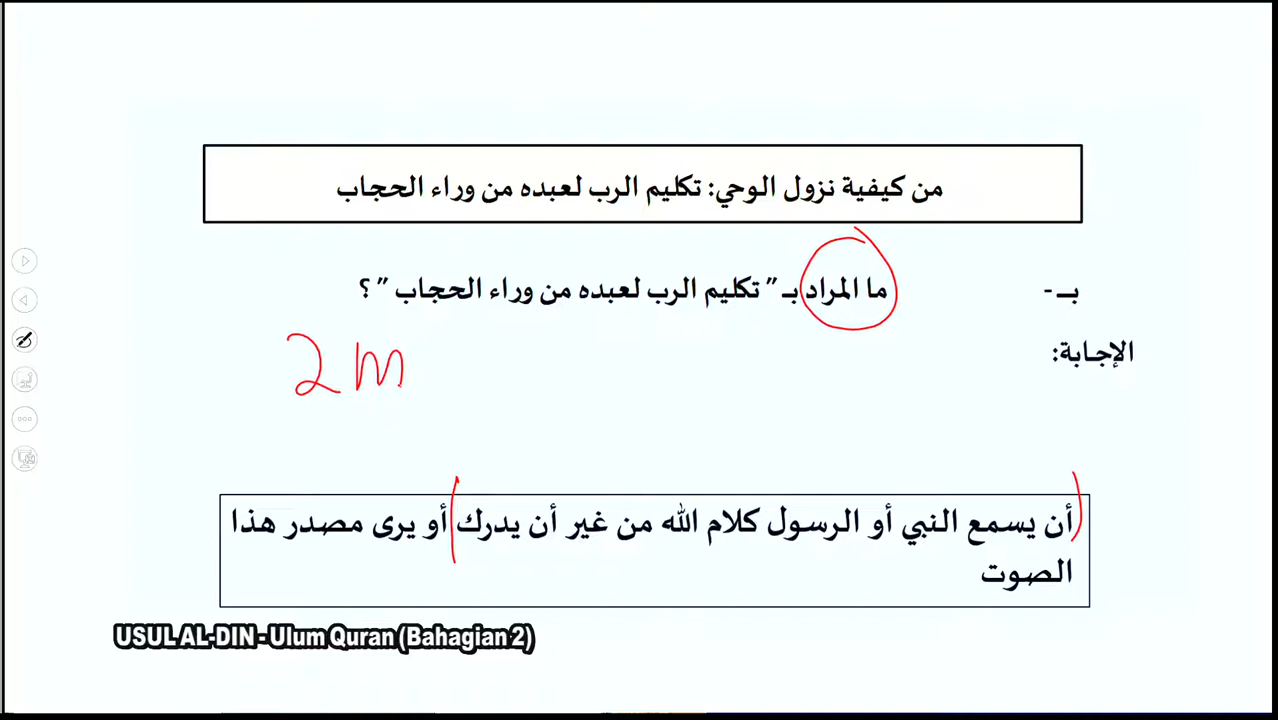 من كيفية نزول الوحي: تكليم الرب لعبده من وراء الحجاب
بـ - ما المراد بـ " تكليم الرب لعبده من وراء الحجاب " ؟
الإجابة:
2 m
أن يسمع النبي أو الرسول كلام الله من غير أن يدرك أو يرى مصدر هذا
الصوت
USUL AL-DIN - Ulum Quran (Bahagian 2)